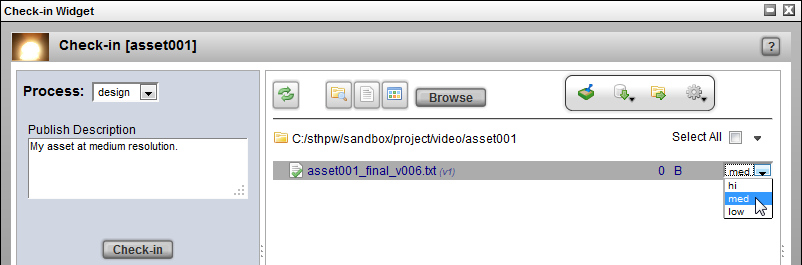 Check-in Widget
Check-in [asset001]
?
Process: design
Publish Description
My asset at medium resolution.
Check-in
Browse
C:/sthpw/sandbox/project/video/asset001
Select All
asset001_final_v006.txt (v1) 0 B med
hi
med
low